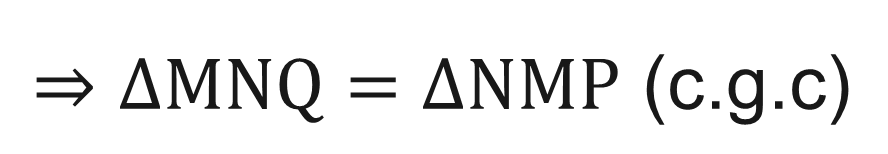 ⇒ ΔMNQ = ΔNMP (c.g.c)